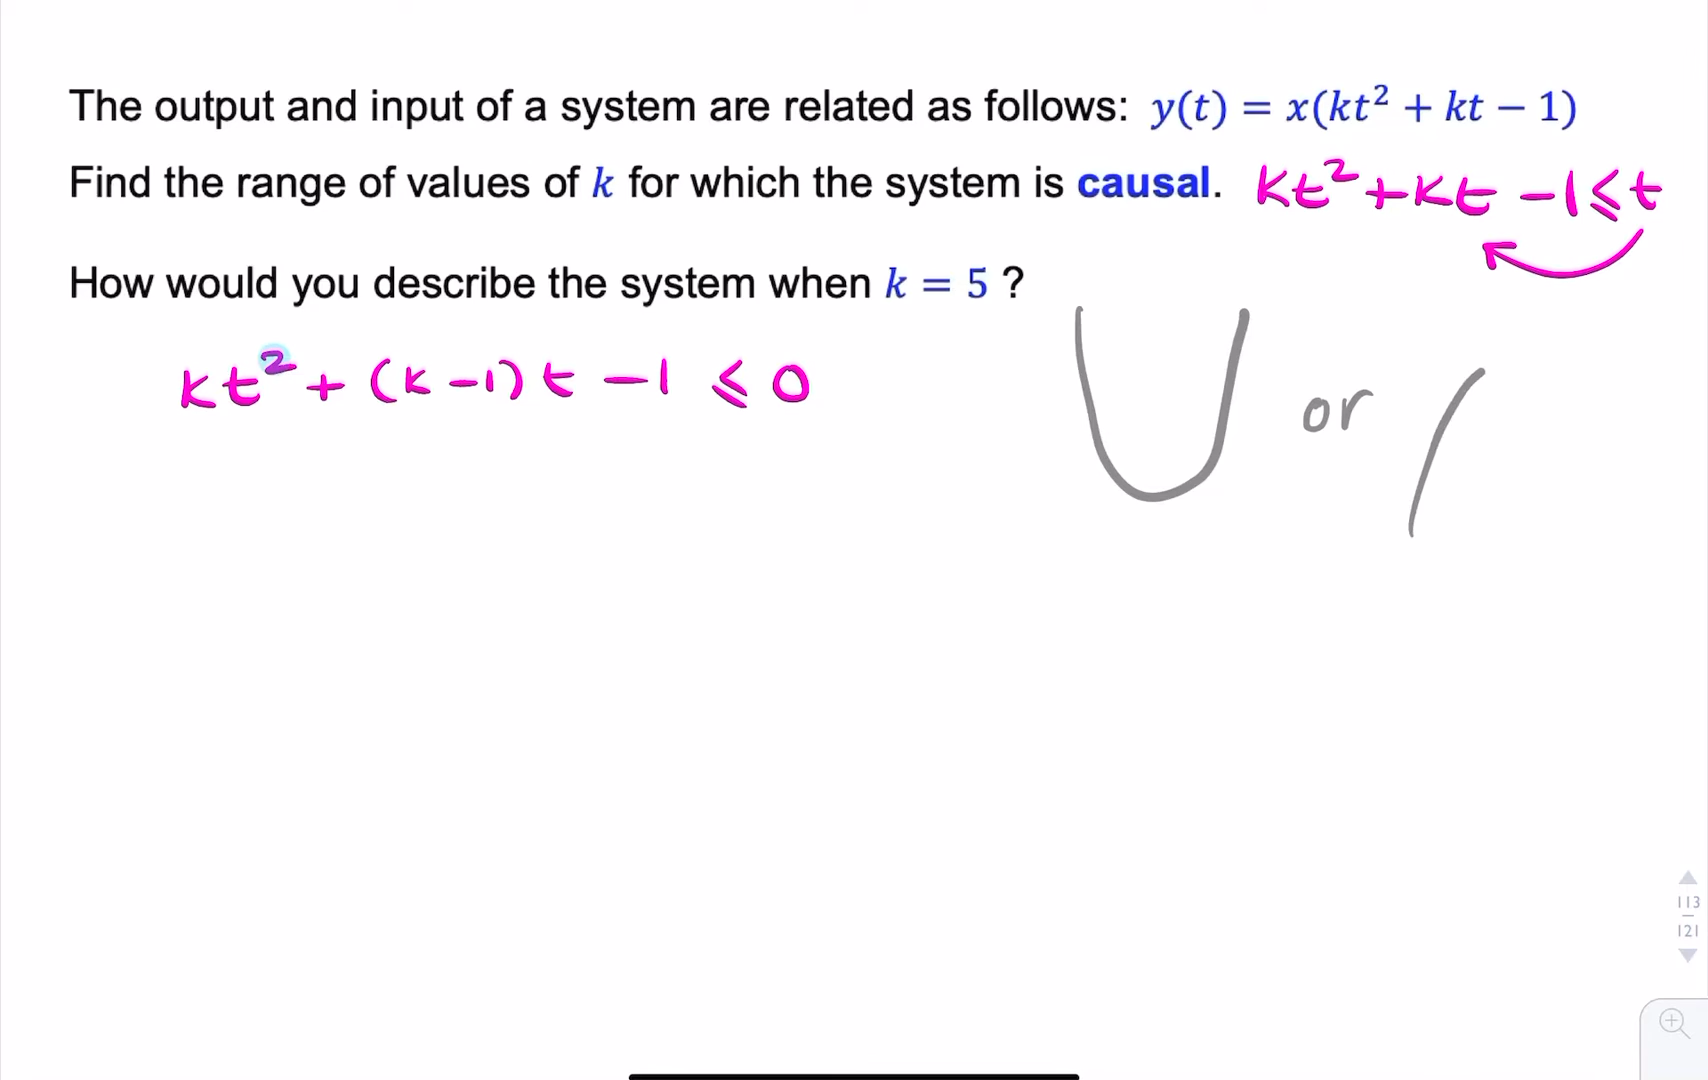 The output and input of a system are related as follows: y(t) = x(kt² + kt − 1)
Find the range of values of k for which the system is causal. kt² + kt − 1 ≤ t
How would you describe the system when k = 5 ?
kt² + (k − 1) t − 1 ≤ 0
or
113
121